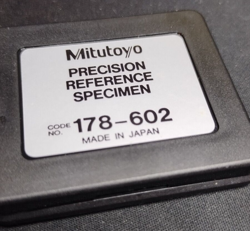 Mitutoyo
PRECISION
REFERENCE
SPECIMEN
CODE NO. 178-602
MADE IN JAPAN